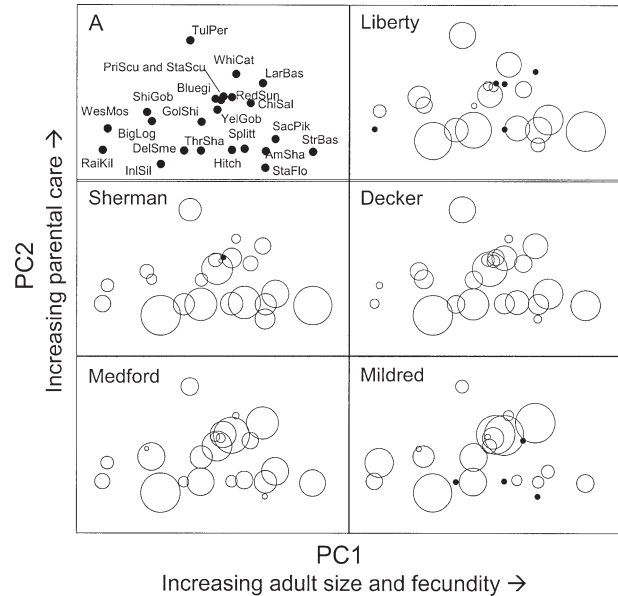 A
TulPer
WhiCat
PriScu and StaScu
LarBas
Bluegi
RedSun
ShiGob
ChiSal
WesMos
GolShi
YelGob
BigLog
SacPik
DelSme
ThrSha
Splitt
StrBas
RaiKil
InlSil
Hitch
AmSha
StaFlo
Liberty
Sherman
Decker
Medford
Mildred
PC2
Increasing parental care →
PC1
Increasing adult size and fecundity →